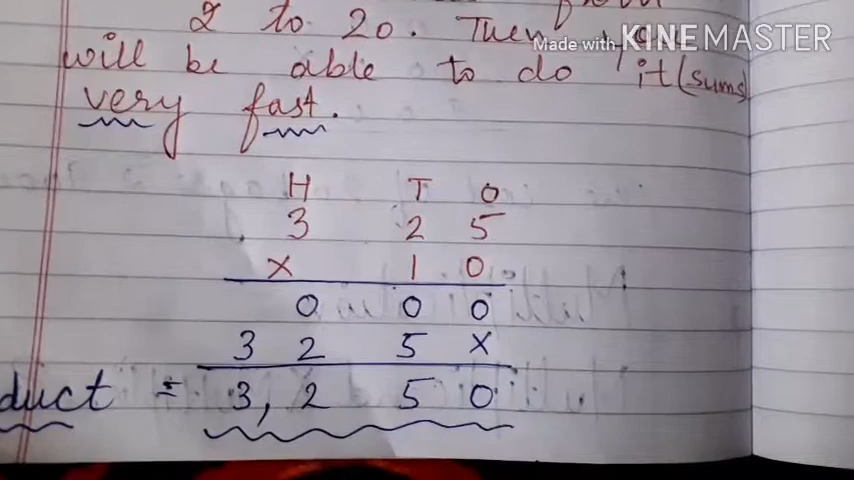 2 to 20. Then you
Made with KINEMASTER
will be able to do it (sums)
very fast.
H T O
3 2 5
X 1 0
0 0 0
3 2 5 X
duct = 3,2 5 0